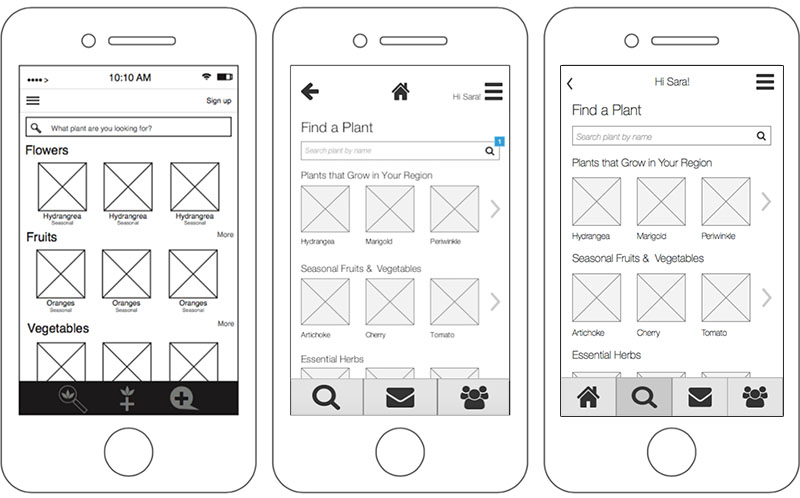 10:10 AM
Sign up
What plant are you looking for?
Flowers
Hydrangrea Hydrangrea Hydrangrea
Seasonal Seasonal Seasonal
Fruits
More
Oranges Oranges Oranges
Seasonal Seasonal Seasonal
Vegetables
More
Hi Sara!
Find a Plant
1
Search plant by name
Plants that Grow in Your Region
Hydrangea Marigold Periwinkle
Seasonal Fruits & Vegetables
Artichoke Cherry Tomato
Essential Herbs
Hi Sara!
Find a Plant
Search plant by name
Plants that Grow in Your Region
Hydrangea Marigold Periwinkle
Seasonal Fruits & Vegetables
Artichoke Cherry Tomato
Essential Herbs